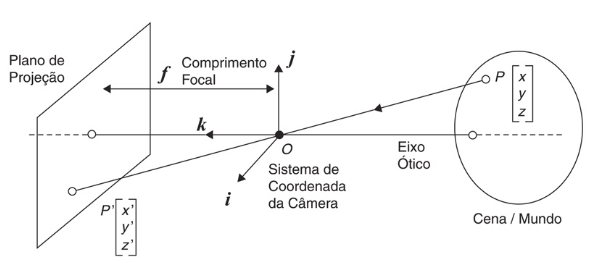 Plano de
Projeção
f
Comprimento
Focal
j
k
O
i
Sistema de
Coordenada
da Câmera
Eixo
Ótico
P
x
y
z
Cena / Mundo
P'
x'
y'
z'